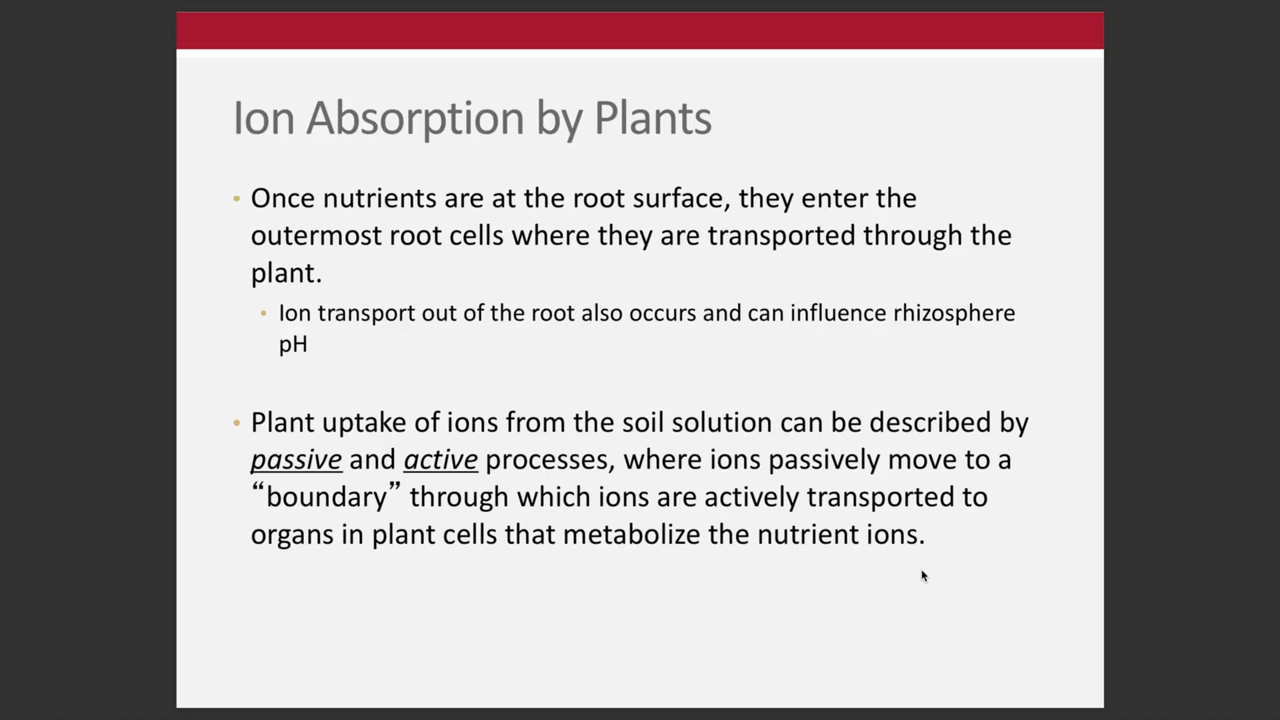 Ion Absorption by Plants
• Once nutrients are at the root surface, they enter the
outermost root cells where they are transported through the
plant.
• Ion transport out of the root also occurs and can influence rhizosphere
pH
• Plant uptake of ions from the soil solution can be described by
passive and active processes, where ions passively move to a
“boundary” through which ions are actively transported to
organs in plant cells that metabolize the nutrient ions.